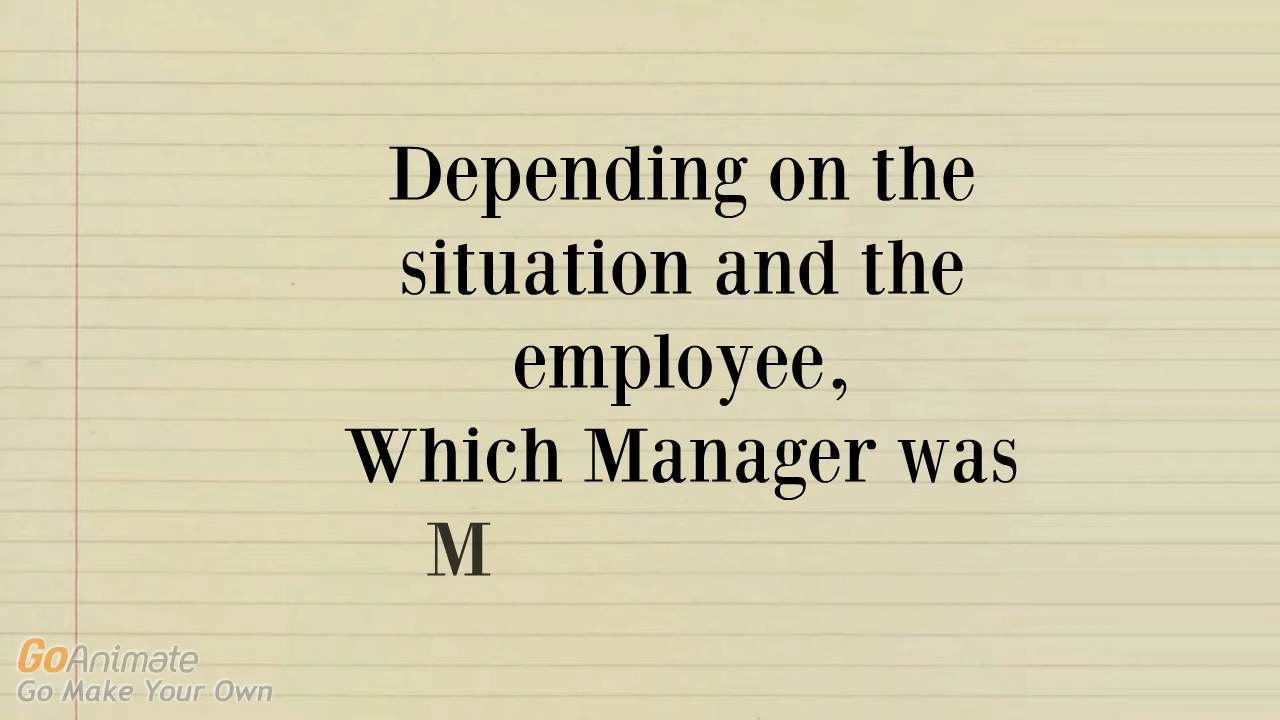 Depending on the
situation and the
employee,
Which Manager was
M
GoAnimate
Go Make Your Own